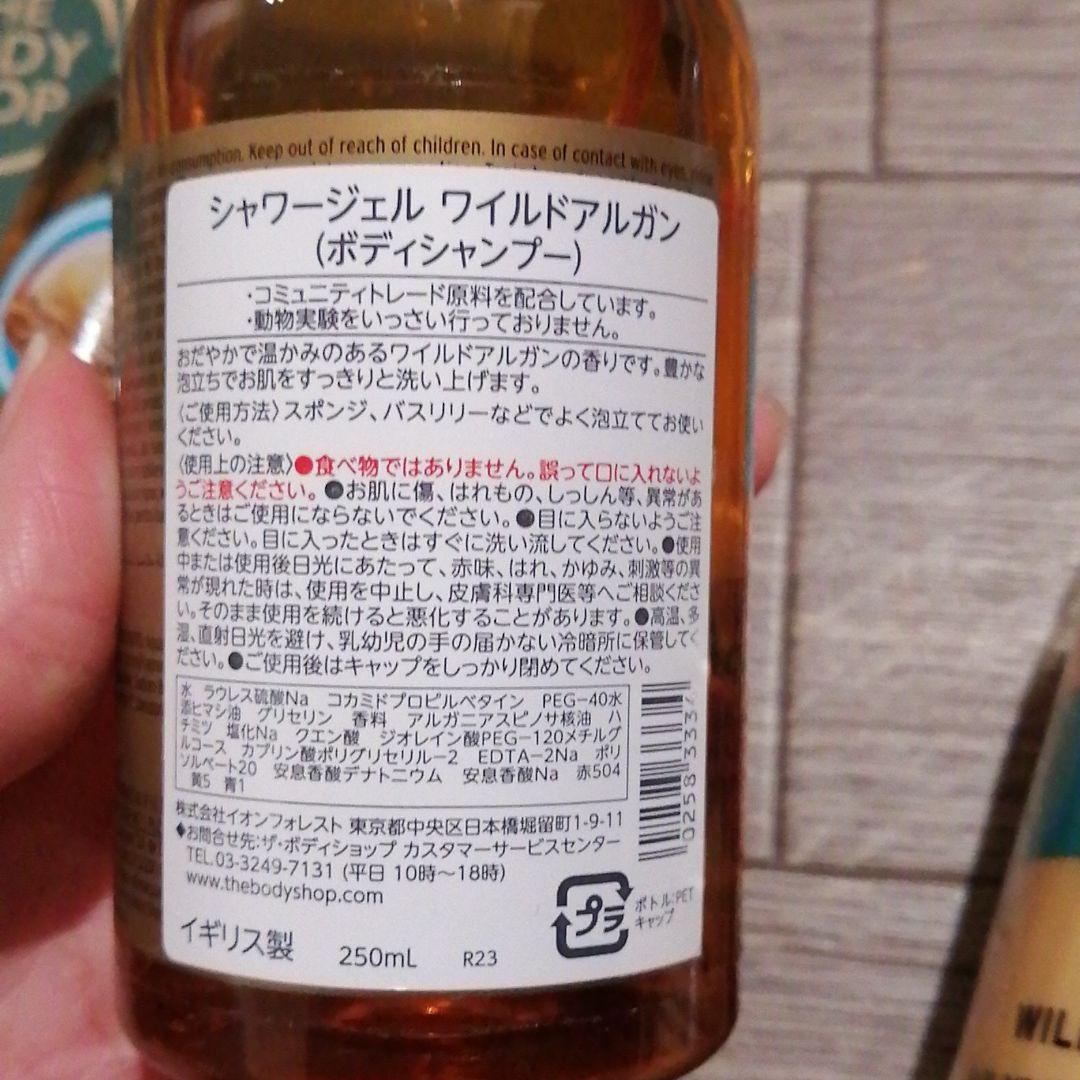 THE
BODY
SHOP
consumption. Keep out of reach of children. In case of contact with eyes,
シャワージェル ワイルドアルガン
(ボディシャンプー)
・コミュニティトレード原料を配合しています。
・動物実験をいっさい行っておりません。
おだやかで温かみのあるワイルドアルガンの香りです。豊かな
泡立ちでお肌をすっきりと洗い上げます。
〈ご使用方法〉スポンジ、バスリリーなどでよく泡立ててお使い
ください。
〈使用上の注意〉●食べ物ではありません。誤って口に入れないよ
うご注意ください。●お肌に傷、はれもの、しっしん等、異常があ
るときはご使用にならないでください。●目に入らないようご注
意ください。目に入ったときはすぐに洗い流してください。●使用
中または使用後日光にあたって、赤味、はれ、かゆみ、刺激等の異
常が現れた時は、使用を中止し、皮膚科専門医等へご相談くださ
い。そのまま使用を続けると悪化することがあります。●高温、多
湿、直射日光を避け、乳幼児の手の届かない冷暗所に保管してく
ださい。●ご使用後はキャップをしっかり閉めてください。
水 ラウレス硫酸Na コカミドプロピルベタイン PEG-40水
添ヒマシ油 グリセリン 香料 アルガニアスピノサ核油 ハ
チミツ 塩化Na クエン酸 ジオレイン酸PEG-120メチルグ
ルコース カプリン酸ポリグリセリル-2 EDTA-2Na ポリ
ソルベート20 安息香酸デナトニウム 安息香酸Na 赤504
黄5 青1
株式会社イオンフォレスト 東京都中央区日本橋堀留町1-9-11
♦お問合せ先:ザ・ボディショップ カスタマーサービスセンター
TEL.03-3249-7131 (平日 10時～18時)
www.thebodyshop.com
イギリス製 250mL R23
プラ
ボトル:PET
キャップ
WIL